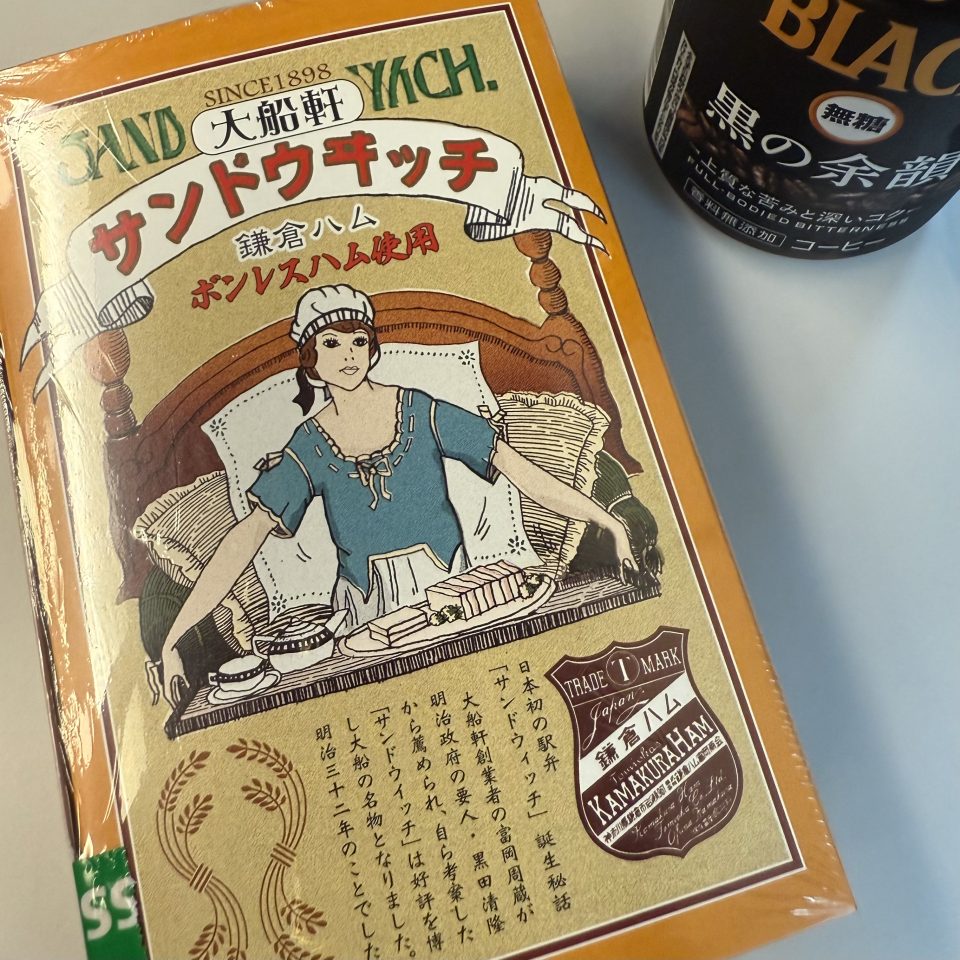 SANDWYCH.
SINCE1898
大船軒
サンドウヰッチ
鎌倉ハム
ボンレスハム使用
日本初の駅弁
「サンドウィッチ」誕生秘話
大船軒創業者の富岡周蔵が
明治政府の要人・黒田清隆
から薦められ、自ら考案した
「サンドウイッチ」は好評を博
し大船の名物となりました。
明治三十二年のことでした
TRADE T MARK
Japan
鎌倉ハム
Tomioka
KAMAKURAHAM
Kamakura Ham
SS
BLAC
無糖
黒の余韻
上質な苦みと深いコク
FULL-BODIED BITTERNESS
香料無添加 コーヒー